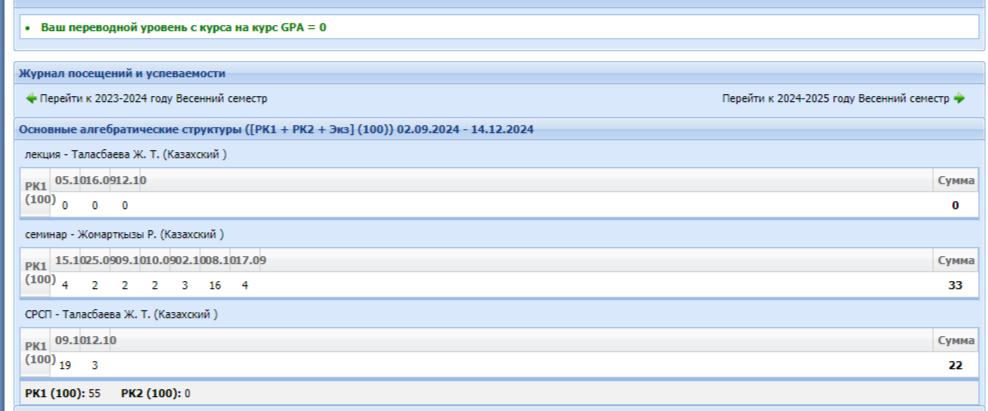 Ваш переводной уровень с курса на курс GPA = 0
Журнал посещений и успеваемости
Перейти к 2023-2024 году Весенний семестр
Перейти к 2024-2025 году Весенний семестр
Основные алгебратические структуры ([РК1 + РК2 + Экз] (100)) 02.09.2024 - 14.12.2024
лекция - Таласбаева Ж. Т. (Казахский )
РК1 (100) 05.10 16.09 12.10 Сумма
0 0 0 0
семинар - Жомартқызы Р. (Казахский )
РК1 (100) 15.10 25.09 09.10 10.09 02.10 08.10 17.09 Сумма
4 2 2 2 3 16 4 33
СРСП - Таласбаева Ж. Т. (Казахский )
РК1 (100) 09.10 12.10 Сумма
19 3 22
РК1 (100): 55 РК2 (100): 0